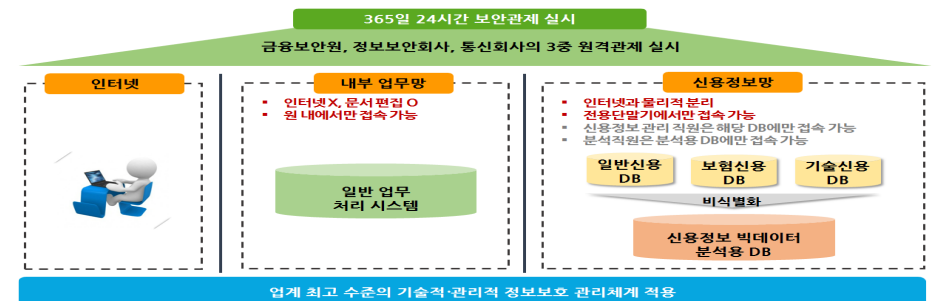 365일 24시간 보안관제 실시
금융보안원, 정보보안회사, 통신회사의 3중 원격관제 실시
인터넷
내부 업무망
▪ 인터넷 X, 문서 편집 O
▪ 원 내에서만 접속 가능
일반 업무
처리 시스템
신용정보망
▪ 인터넷과 물리적 분리
▪ 전용단말기에서만 접속 가능
▪ 신용정보 관리 직원은 해당 DB에만 접속 가능
▪ 분석직원은 분석용 DB에만 접속 가능
일반신용
DB
보험신용
DB
기술신용
DB
비식별화
신용정보 빅데이터
분석용 DB
업계 최고 수준의 기술적·관리적 정보보호 관리체계 적용